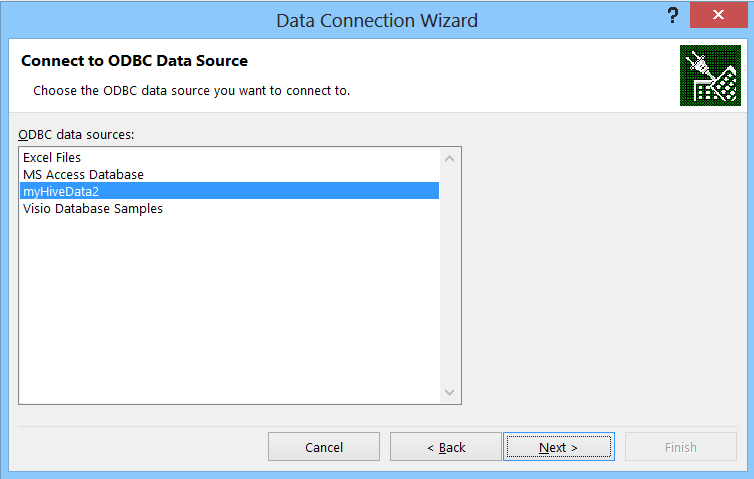 Data Connection Wizard
?
Connect to ODBC Data Source
Choose the ODBC data source you want to connect to.
ODBC data sources:
Excel Files
MS Access Database
myHiveData2
Visio Database Samples
Cancel
< Back
Next >
Finish